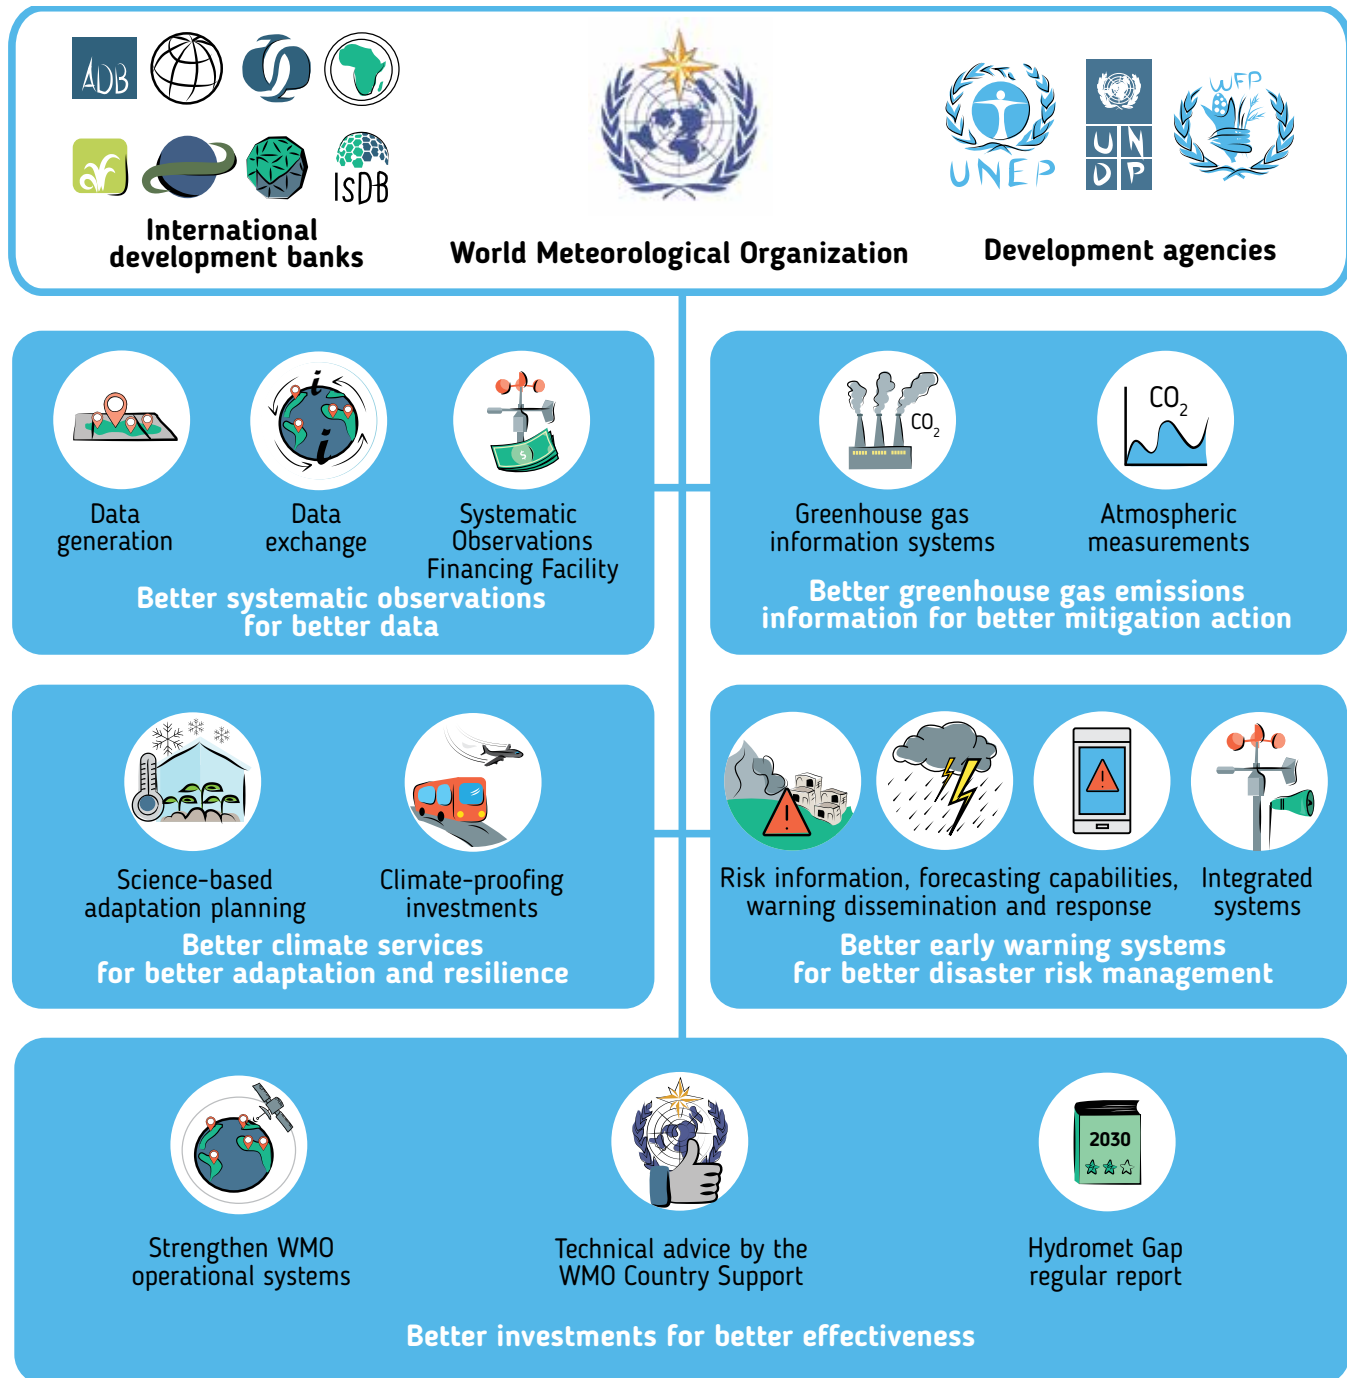 ADB
IsDB
International
development banks
World Meteorological Organization
UNEP
UN
DP
WFP
Development agencies
Data
generation
i
i
Data
exchange
$
Systematic
Observations
Financing Facility
Better systematic observations
for better data
CO2
Greenhouse gas
information systems
CO2
Atmospheric
measurements
Better greenhouse gas emissions
information for better mitigation action
Science-based
adaptation planning
Climate-proofing
investments
Better climate services
for better adaptation and resilience
!
!
Risk information, forecasting capabilities,
warning dissemination and response
Integrated
systems
Better early warning systems
for better disaster risk management
Strengthen WMO
operational systems
Technical advice by the
WMO Country Support
2030
Hydromet Gap
regular report
Better investments for better effectiveness